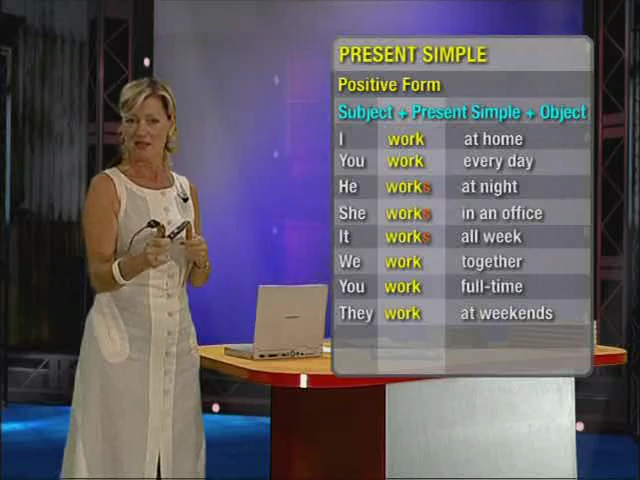 PRESENT SIMPLE
Positive Form
Subject + Present Simple + Object
I work at home
You work every day
He works at night
She works in an office
It works all week
We work together
You work full-time
They work at weekends